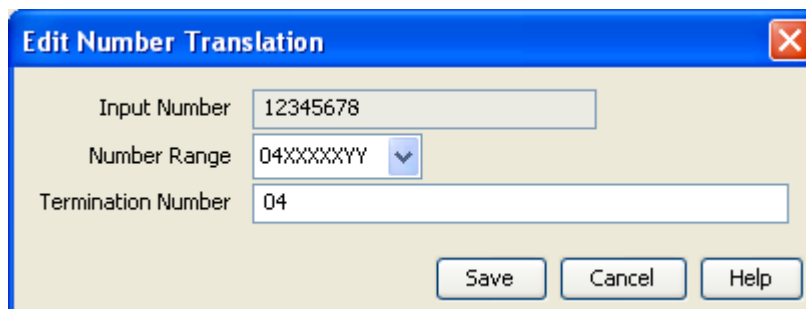 Edit Number Translation
Input Number 12345678
Number Range 04XXXXXYY
Termination Number 04
Save Cancel Help